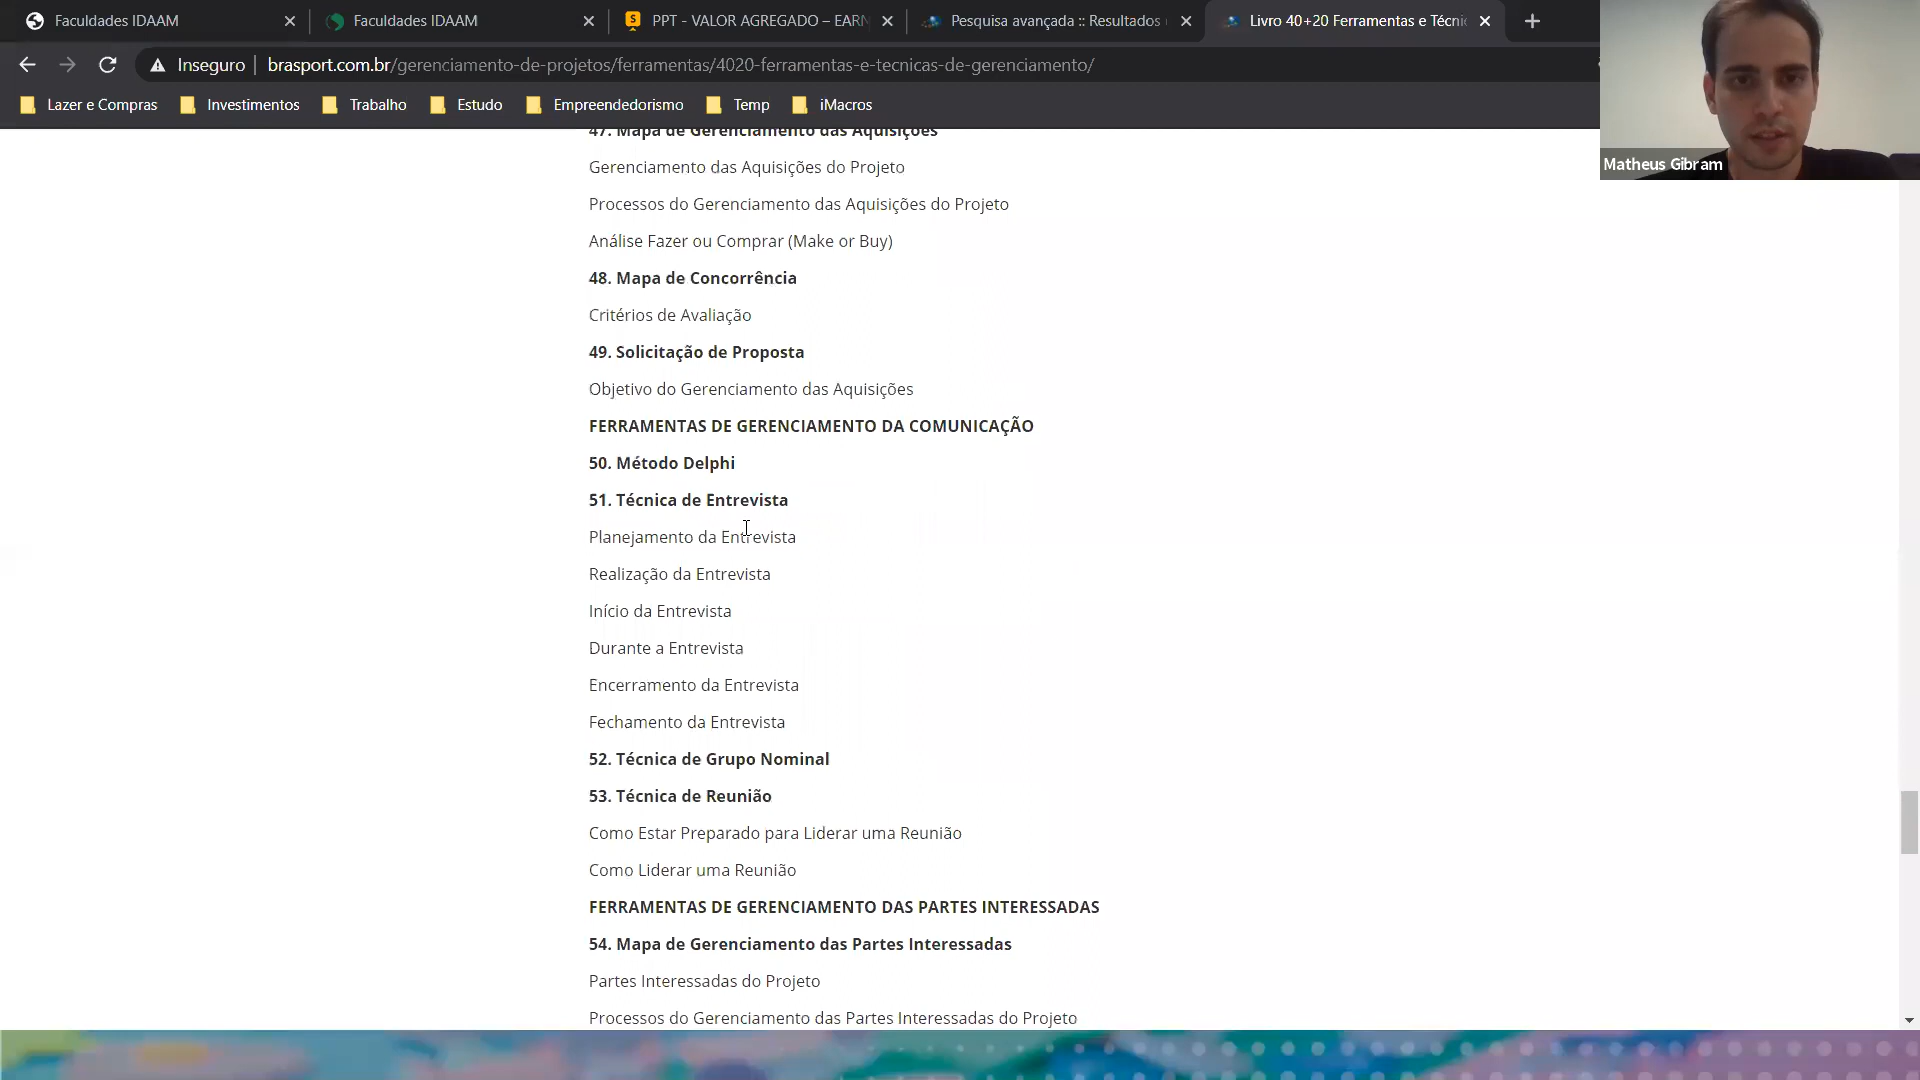 Faculdades IDAAM
Faculdades IDAAM
PPT - VALOR AGREGADO – EARN
Pesquisa avançada :: Resultados
Livro 40+20 Ferramentas e Técni
Inseguro
brasport.com.br/gerenciamento-de-projetos/ferramentas/4020-ferramentas-e-tecnicas-de-gerenciamento/
Lazer e Compras
Investimentos
Trabalho
Estudo
Empreendedorismo
Temp
iMacros
Matheus Gibram
47. Mapa de Gerenciamento das Aquisições
Gerenciamento das Aquisições do Projeto
Processos do Gerenciamento das Aquisições do Projeto
Análise Fazer ou Comprar (Make or Buy)
48. Mapa de Concorrência
Critérios de Avaliação
49. Solicitação de Proposta
Objetivo do Gerenciamento das Aquisições
FERRAMENTAS DE GERENCIAMENTO DA COMUNICAÇÃO
50. Método Delphi
51. Técnica de Entrevista
Planejamento da Entrevista
Realização da Entrevista
Início da Entrevista
Durante a Entrevista
Encerramento da Entrevista
Fechamento da Entrevista
52. Técnica de Grupo Nominal
53. Técnica de Reunião
Como Estar Preparado para Liderar uma Reunião
Como Liderar uma Reunião
FERRAMENTAS DE GERENCIAMENTO DAS PARTES INTERESSADAS
54. Mapa de Gerenciamento das Partes Interessadas
Partes Interessadas do Projeto
Processos do Gerenciamento das Partes Interessadas do Projeto